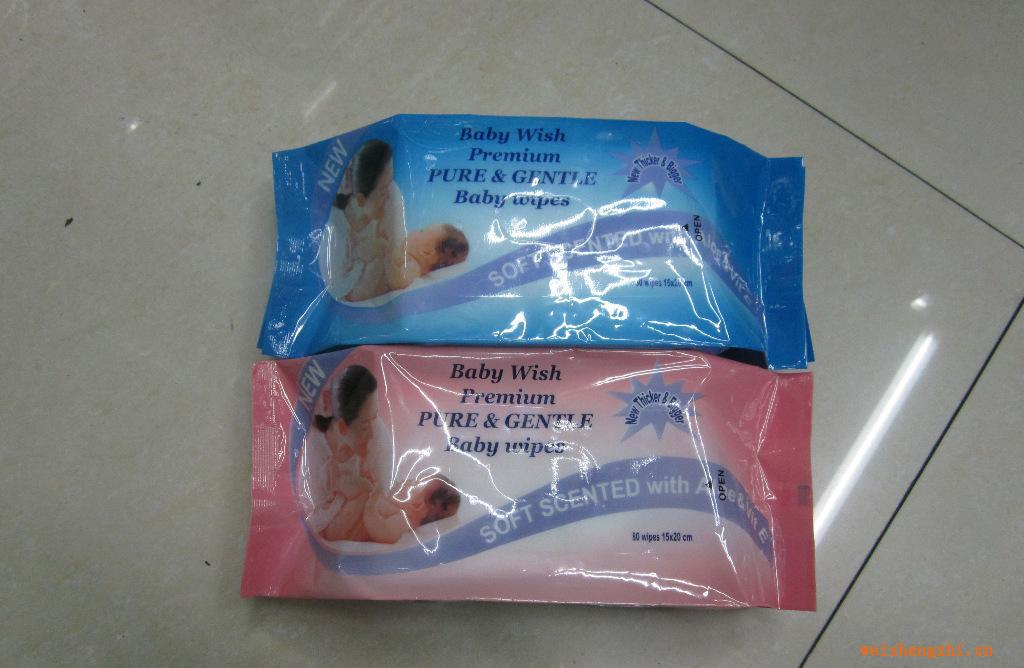 NEW
Baby Wish
Premium
PURE & GENTLE
Baby wipes
New Thicker & Bigger
OPEN
SOFT SCENTED with
80 wipes 15x20 cm
NEW
Baby Wish
Premium
PURE & GENTLE
Baby wipes
New Thicker & Bigger
OPEN
SOFT SCENTED with Aloe & Vit E
80 wipes 15x20 cm
weishengzhi.cn